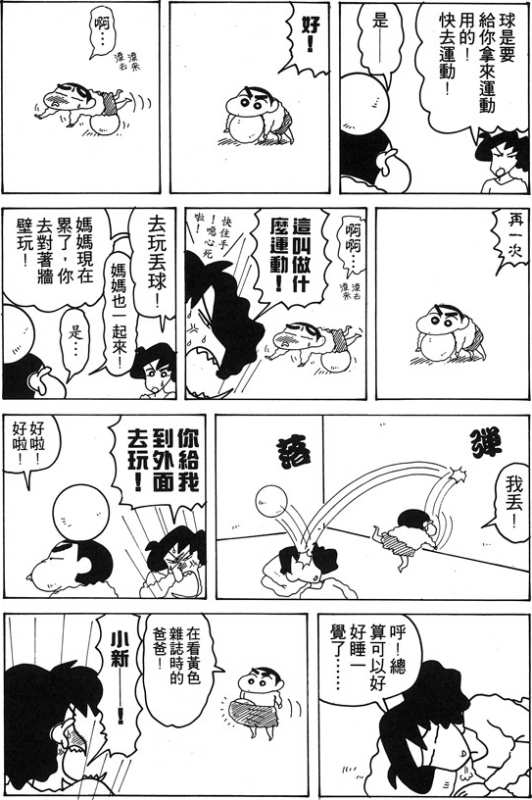 球是要
給你拿來運動
用的！
快去運動！
是——
好！
啊…
滾來
滾去
再一次
啊啊…
滾去
滾來
這叫做什
麼運動！
快住手
！噁心死
啦！
去玩丟球！
媽媽也一起來！
媽媽現在
累了，你
去對著牆
壁玩！
是…
我丟！
彈
落
你給我
到外面
去玩！
好啦！
好啦！
呼！總
算可以好
好睡一
覺了……
在看黃色
雜誌時的
爸爸！
小新——！